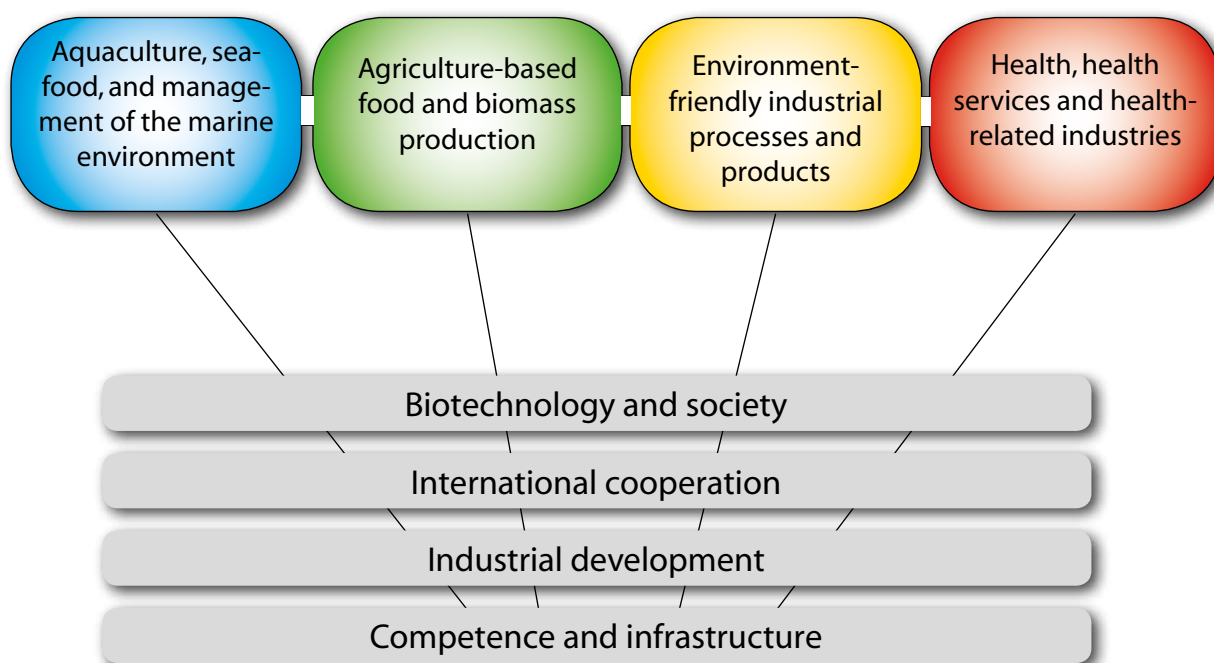 Aquaculture, sea-
food, and manage-
ment of the marine
environment
Agriculture-based
food and biomass
production
Environment-
friendly industrial
processes and
products
Health, health
services and health-
related industries
Biotechnology and society
International cooperation
Industrial development
Competence and infrastructure